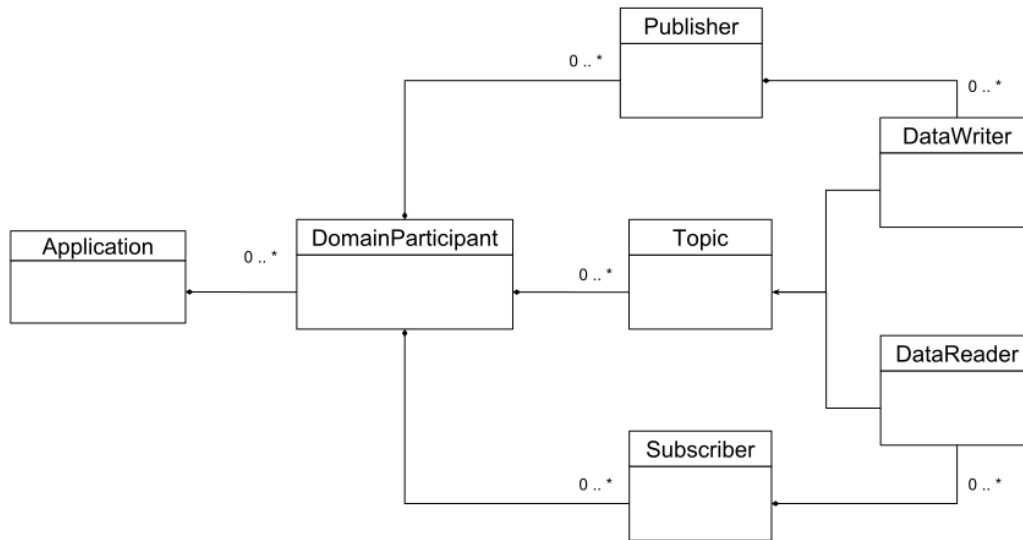 Publisher
0 .. *
0 .. *
DataWriter
Application
0 .. *
DomainParticipant
0 .. *
Topic
DataReader
Subscriber
0 .. *
0 .. *